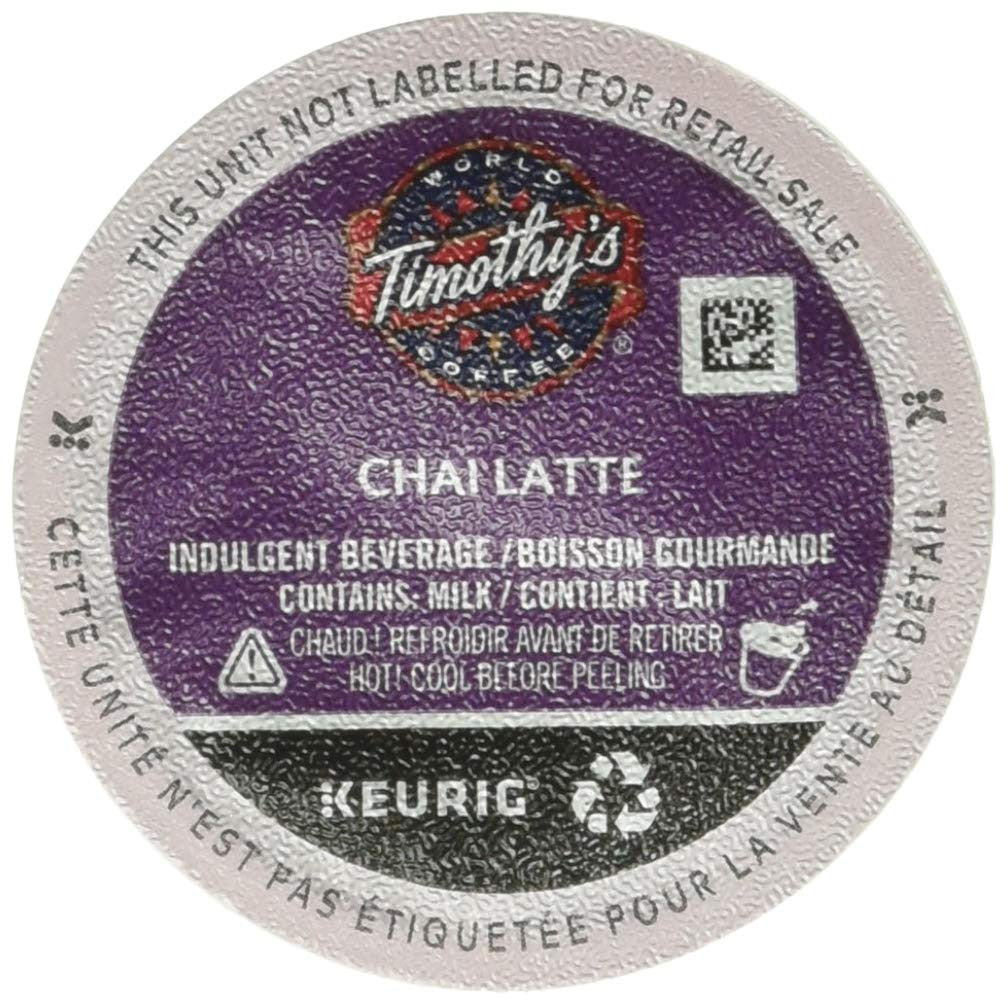 THIS UNIT NOT LABELLED FOR RETAIL SALE
WORLD
Timothy's
COFFEE
®
CHAI LATTE
INDULGENT BEVERAGE / BOISSON GOURMANDE
CONTAINS: MILK / CONTIENT : LAIT
CHAUD ! REFROIDIR AVANT DE RETIRER
HOT! COOL BEFORE PEELING
KEURIG®
CETTE UNITÉ N'EST PAS ÉTIQUETÉE POUR LA VENTE AU DÉTAIL